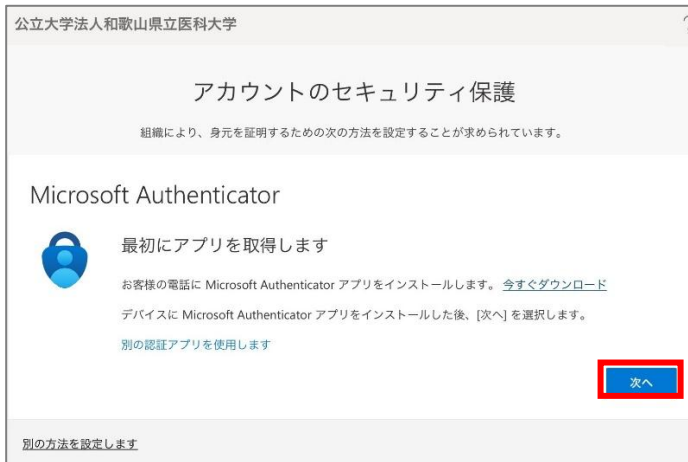 公立大学法人和歌山県立医科大学
アカウントのセキュリティ保護
組織により、身元を証明するための次の方法を設定することが求められています。
Microsoft Authenticator
最初にアプリを取得します
お客様の電話に Microsoft Authenticator アプリをインストールします。 今すぐダウンロード
デバイスに Microsoft Authenticator アプリをインストールした後、[次へ] を選択します。
別の認証アプリを使用します
次へ
別の方法を設定します